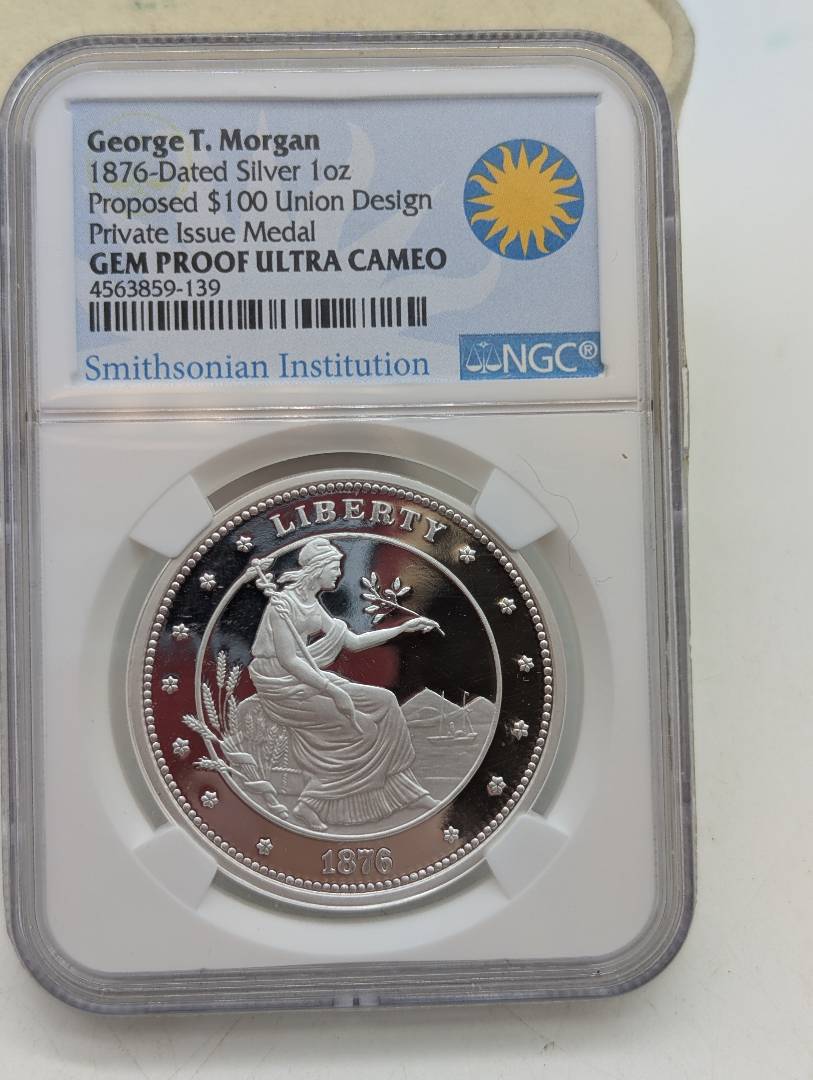 George T. Morgan
1876-Dated Silver 1oz
Proposed $100 Union Design
Private Issue Medal
GEM PROOF ULTRA CAMEO
4563859-139
Smithsonian Institution
NGC®
LIBERTY
1876